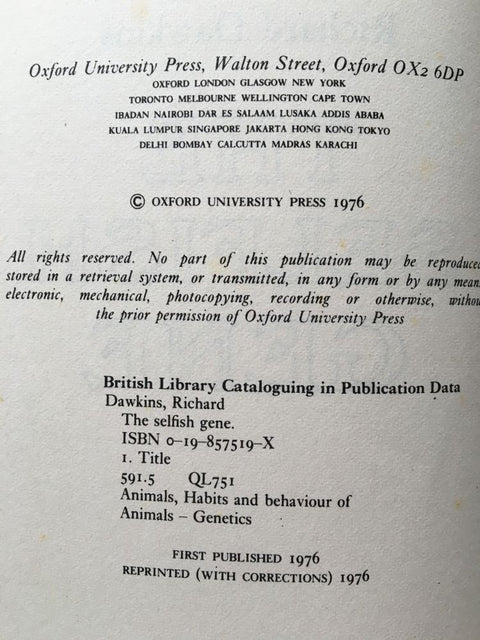 Oxford University Press, Walton Street, Oxford OX2 6DP
OXFORD LONDON GLASGOW NEW YORK
TORONTO MELBOURNE WELLINGTON CAPE TOWN
IBADAN NAIROBI DAR ES SALAAM LUSAKA ADDIS ABABA
KUALA LUMPUR SINGAPORE JAKARTA HONG KONG TOKYO
DELHI BOMBAY CALCUTTA MADRAS KARACHI
© OXFORD UNIVERSITY PRESS 1976
All rights reserved. No part of this publication may be reproduced
stored in a retrieval system, or transmitted, in any form or by any mean
electronic, mechanical, photocopying, recording or otherwise, withou
the prior permission of Oxford University Press
British Library Cataloguing in Publication Data
Dawkins, Richard
The selfish gene.
ISBN 0–19–857519–X
1. Title
591.5 QL751
Animals, Habits and behaviour of
Animals – Genetics
FIRST PUBLISHED 1976
REPRINTED (WITH CORRECTIONS) 1976